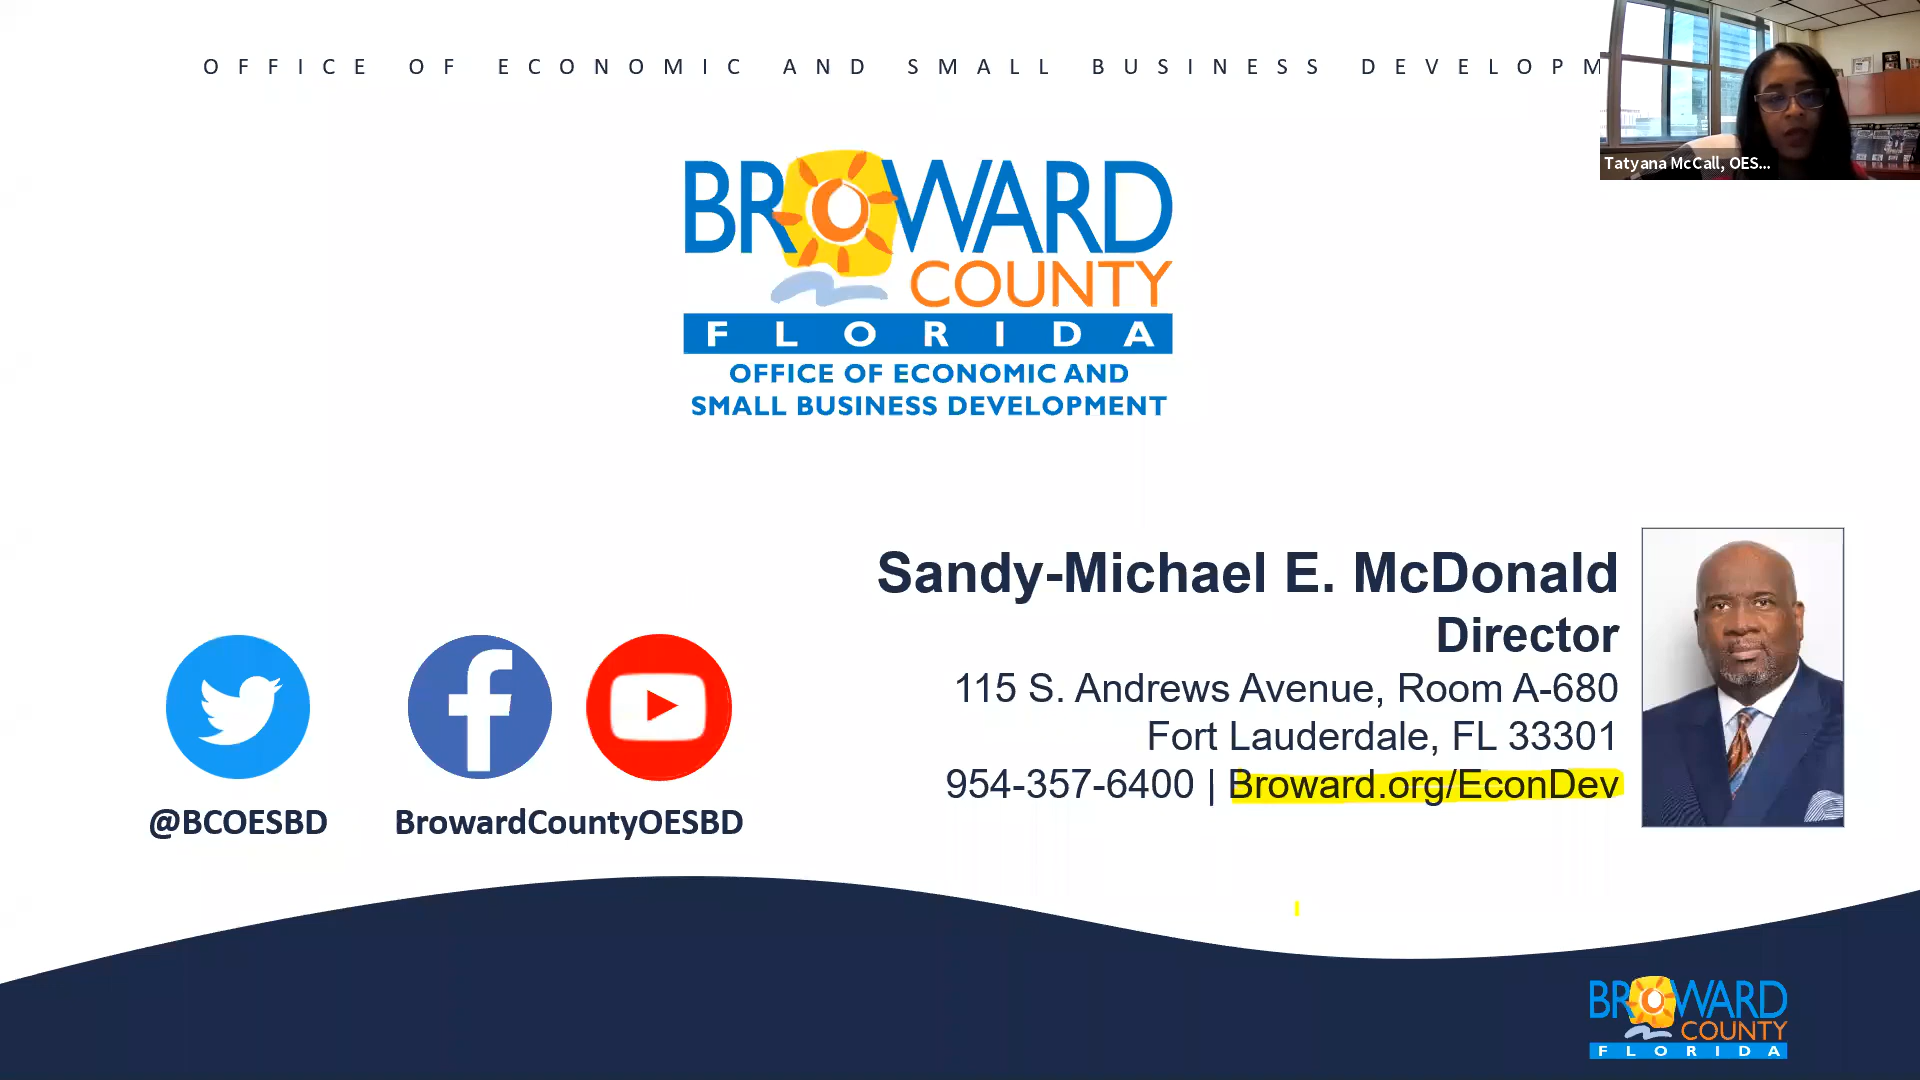 OFFICE OF ECONOMIC AND SMALL BUSINESS DEVELOPM
Tatyana McCall, OES...
BROWARD
COUNTY
FLORIDA
OFFICE OF ECONOMIC AND
SMALL BUSINESS DEVELOPMENT
Sandy-Michael E. McDonald
Director
115 S. Andrews Avenue, Room A-680
Fort Lauderdale, FL 33301
954-357-6400 | Broward.org/EconDev
@BCOESBD
BrowardCountyOESBD
BROWARD
COUNTY
FLORIDA